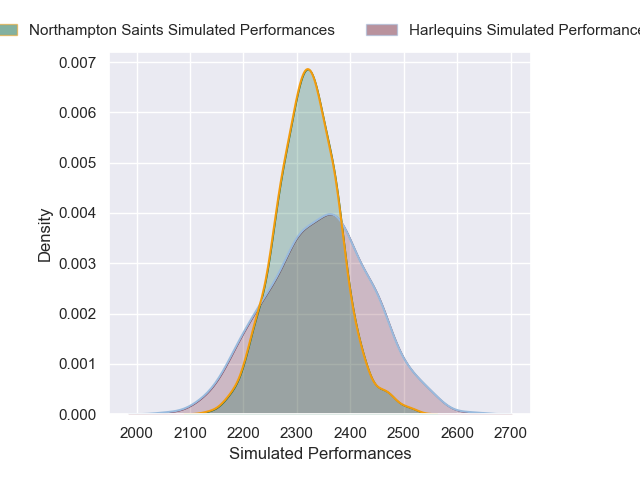 Northampton Saints Simulated Performances
Harlequins Simulated Performance
0.007
0.006
0.005
0.004
0.003
0.002
0.001
0.000
Density
2000 2100 2200 2300 2400 2500 2600 2700
Simulated Performances